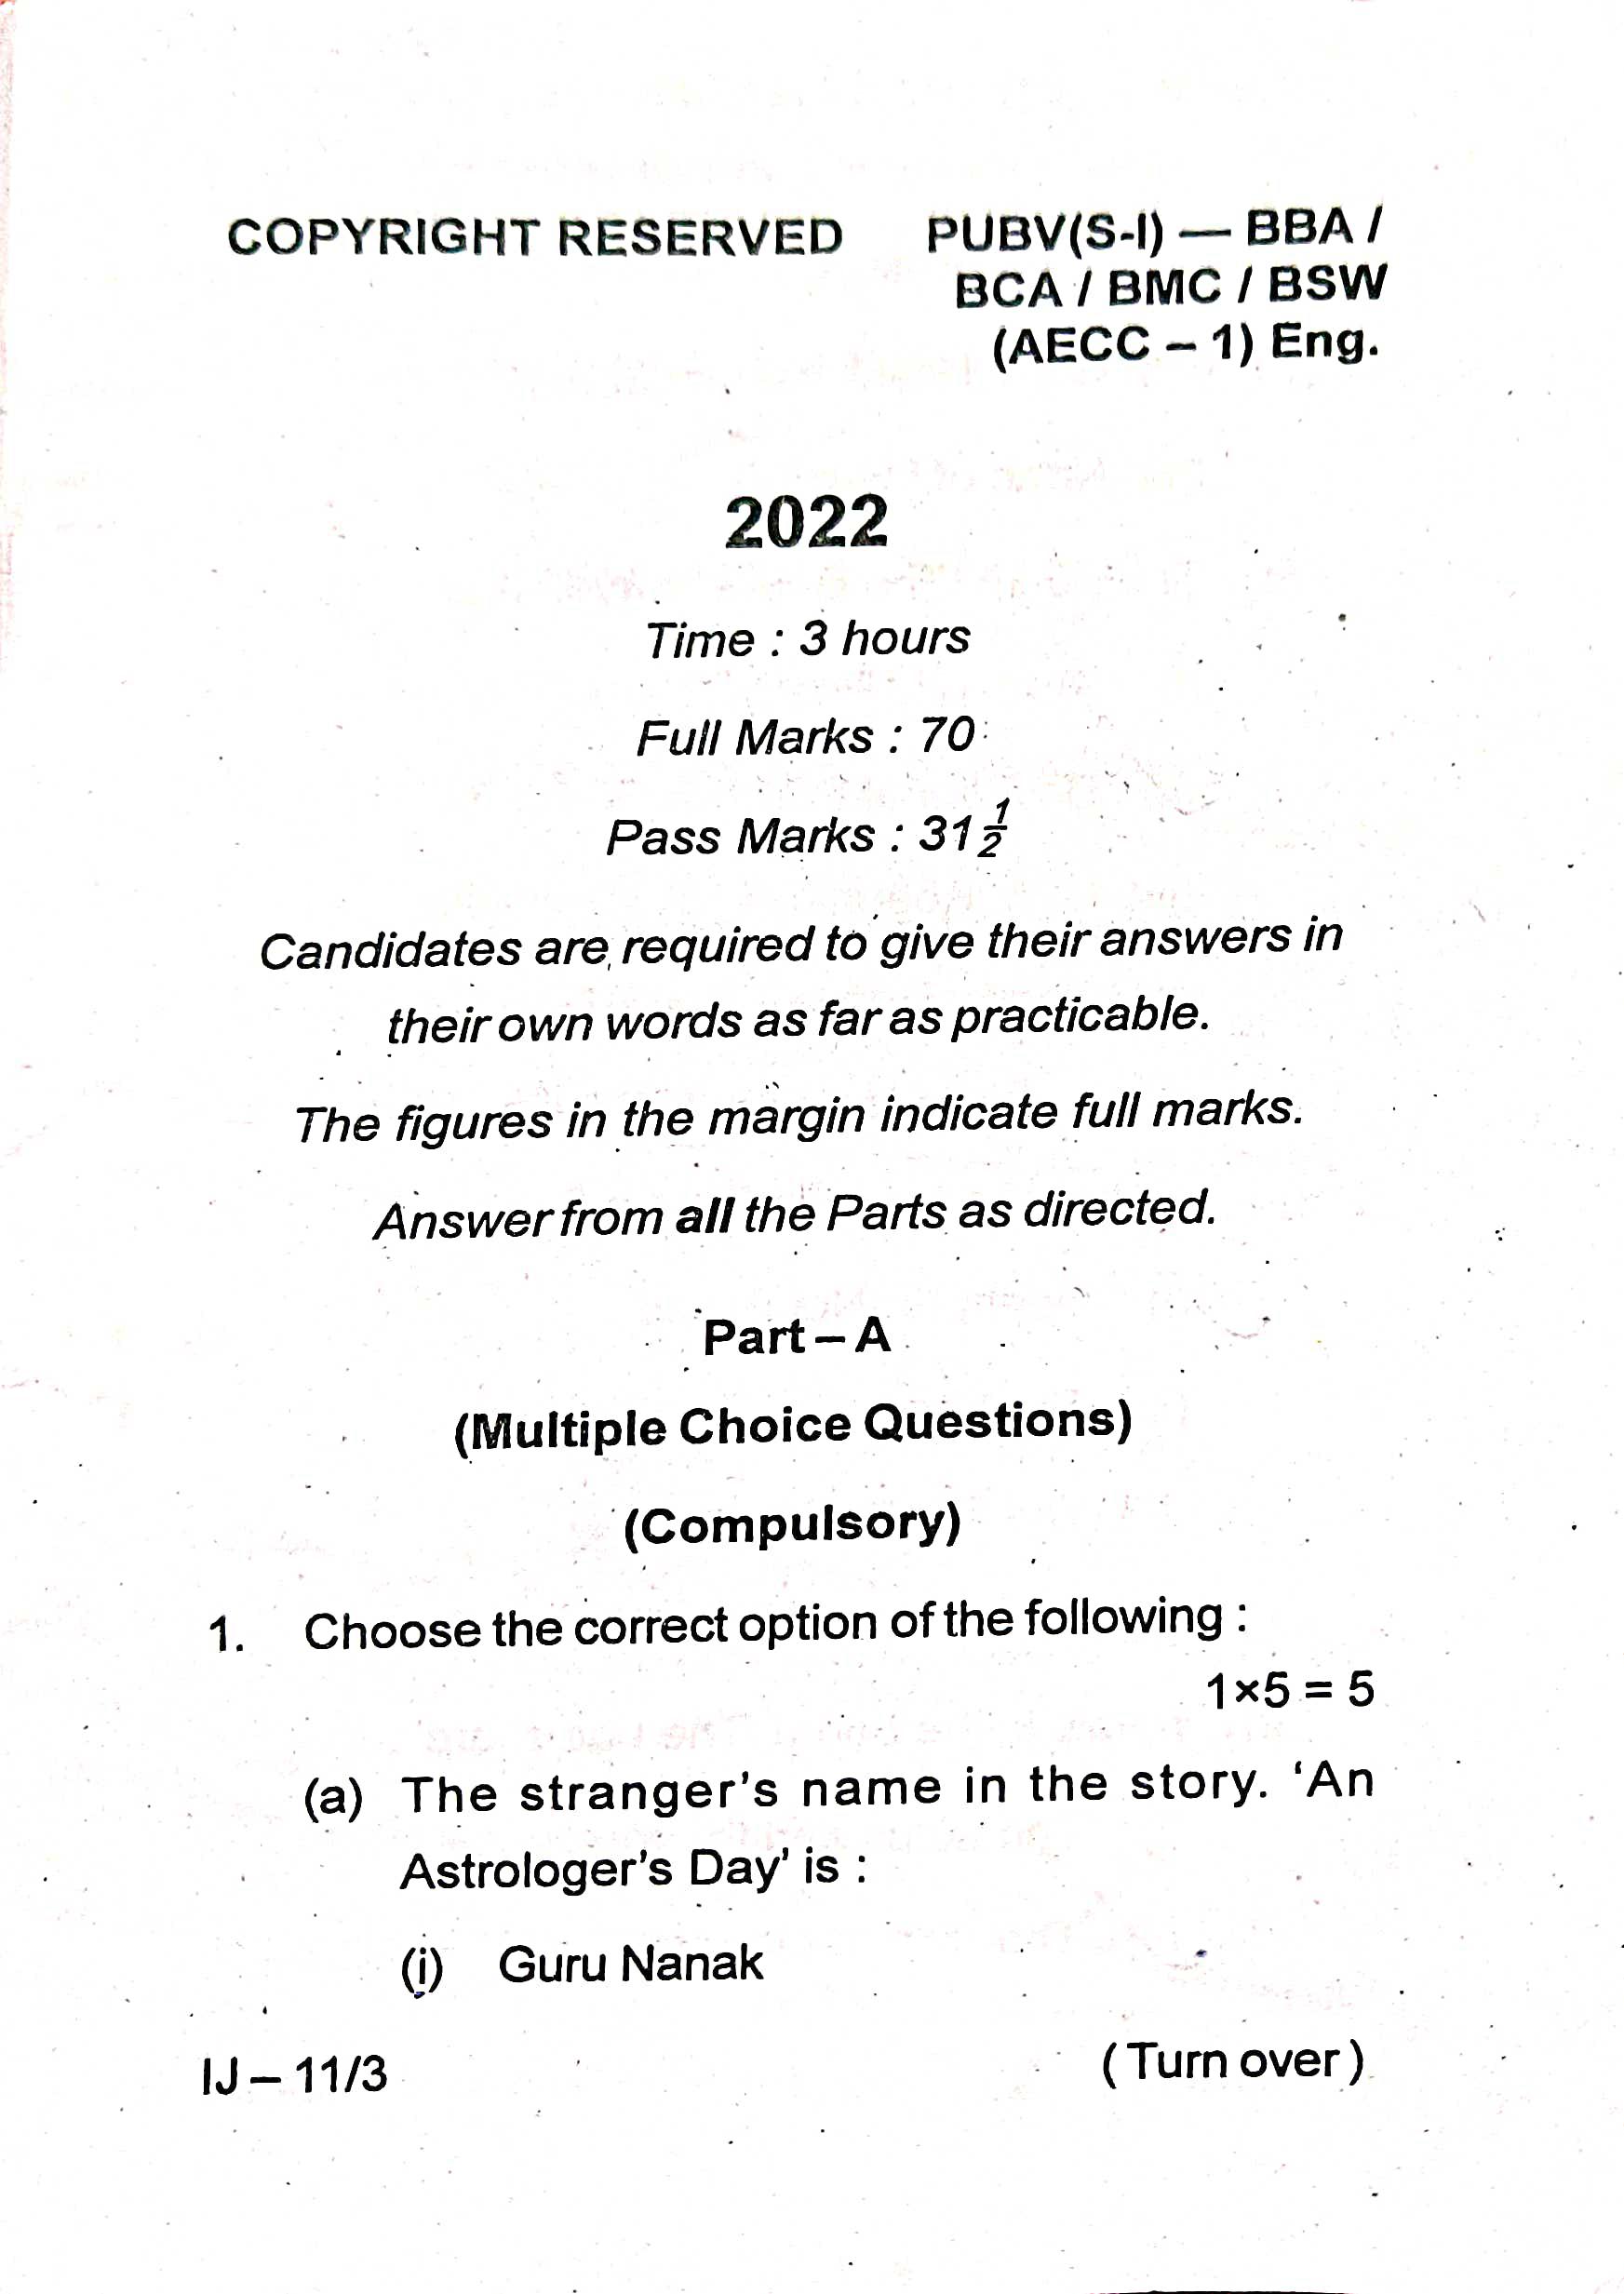 COPYRIGHT RESERVED PUBV(S-I) — BBA /
BCA / BMC / BSW
(AECC – 1) Eng.
2022
Time : 3 hours
Full Marks : 70
Pass Marks : 31 1/2
Candidates are required to give their answers in
their own words as far as practicable.
The figures in the margin indicate full marks.
Answer from all the Parts as directed.
Part – A
(Multiple Choice Questions)
(Compulsory)
1. Choose the correct option of the following :
1×5 = 5
(a) The stranger's name in the story. 'An
Astrologer's Day' is :
(i) Guru Nanak
IJ – 11/3 ( Turn over )